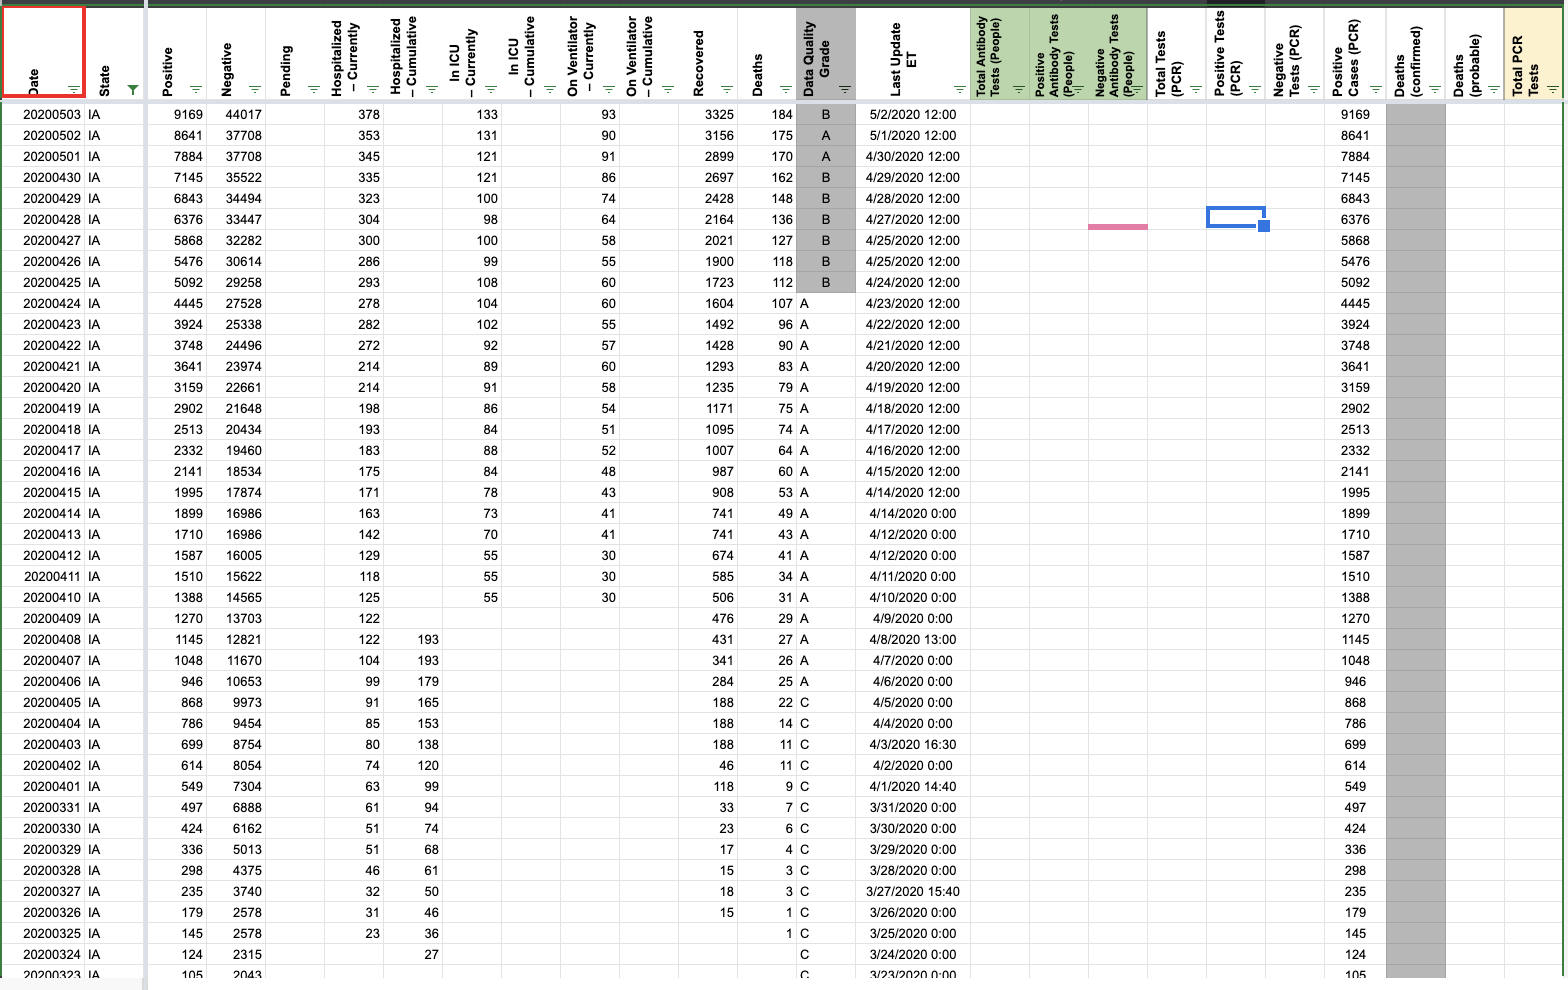 Date State Positive Negative Pending Hospitalized – Currently Hospitalized – Cumulative In ICU – Currently In ICU – Cumulative On Ventilator – Currently On Ventilator – Cumulative Recovered Deaths Data Quality Grade Last Update ET Total Antibody Tests (People) Positive Antibody Tests (People) Negative Antibody Tests (People) Total Tests (PCR) Positive Tests (PCR) Negative Tests (PCR) Positive Cases (PCR) Deaths (confirmed) Deaths (probable) Total PCR Tests
20200503 IA 9169 44017 378 133 93 3325 184 B 5/2/2020 12:00 9169
20200502 IA 8641 37708 353 131 90 3156 175 A 5/1/2020 12:00 8641
20200501 IA 7884 37708 345 121 91 2899 170 A 4/30/2020 12:00 7884
20200430 IA 7145 35522 335 121 86 2697 162 B 4/29/2020 12:00 7145
20200429 IA 6843 34494 323 100 74 2428 148 B 4/28/2020 12:00 6843
20200428 IA 6376 33447 304 98 64 2164 136 B 4/27/2020 12:00 6376
20200427 IA 5868 32282 300 100 58 2021 127 B 4/25/2020 12:00 5868
20200426 IA 5476 30614 286 99 55 1900 118 B 4/25/2020 12:00 5476
20200425 IA 5092 29258 293 108 60 1723 112 B 4/24/2020 12:00 5092
20200424 IA 4445 27528 278 104 60 1604 107 A 4/23/2020 12:00 4445
20200423 IA 3924 25338 282 102 55 1492 96 A 4/22/2020 12:00 3924
20200422 IA 3748 24496 272 92 57 1428 90 A 4/21/2020 12:00 3748
20200421 IA 3641 23974 214 89 60 1293 83 A 4/20/2020 12:00 3641
20200420 IA 3159 22661 214 91 58 1235 79 A 4/19/2020 12:00 3159
20200419 IA 2902 21648 198 86 54 1171 75 A 4/18/2020 12:00 2902
20200418 IA 2513 20434 193 84 51 1095 74 A 4/17/2020 12:00 2513
20200417 IA 2332 19460 183 88 52 1007 64 A 4/16/2020 12:00 2332
20200416 IA 2141 18534 175 84 48 987 60 A 4/15/2020 12:00 2141
20200415 IA 1995 17874 171 78 43 908 53 A 4/14/2020 12:00 1995
20200414 IA 1899 16986 163 73 41 741 49 A 4/14/2020 0:00 1899
20200413 IA 1710 16986 142 70 41 741 43 A 4/12/2020 0:00 1710
20200412 IA 1587 16005 129 55 30 674 41 A 4/12/2020 0:00 1587
20200411 IA 1510 15622 118 55 30 585 34 A 4/11/2020 0:00 1510
20200410 IA 1388 14565 125 55 30 506 31 A 4/10/2020 0:00 1388
20200409 IA 1270 13703 122 476 29 A 4/9/2020 0:00 1270
20200408 IA 1145 12821 122 193 431 27 A 4/8/2020 13:00 1145
20200407 IA 1048 11670 104 193 341 26 A 4/7/2020 0:00 1048
20200406 IA 946 10653 99 179 284 25 A 4/6/2020 0:00 946
20200405 IA 868 9973 91 165 188 22 C 4/5/2020 0:00 868
20200404 IA 786 9454 85 153 188 14 C 4/4/2020 0:00 786
20200403 IA 699 8754 80 138 188 11 C 4/3/2020 16:30 699
20200402 IA 614 8054 74 120 46 11 C 4/2/2020 0:00 614
20200401 IA 549 7304 63 99 118 9 C 4/1/2020 14:40 549
20200331 IA 497 6888 61 94 33 7 C 3/31/2020 0:00 497
20200330 IA 424 6162 51 74 23 6 C 3/30/2020 0:00 424
20200329 IA 336 5013 51 68 17 4 C 3/29/2020 0:00 336
20200328 IA 298 4375 46 61 15 3 C 3/28/2020 0:00 298
20200327 IA 235 3740 32 50 18 3 C 3/27/2020 15:40 235
20200326 IA 179 2578 31 46 15 1 C 3/26/2020 0:00 179
20200325 IA 145 2578 23 36 1 C 3/25/2020 0:00 145
20200324 IA 124 2315 27 C 3/24/2020 0:00 124
20200323 IA 105 2043 C 3/23/2020 0:00 105